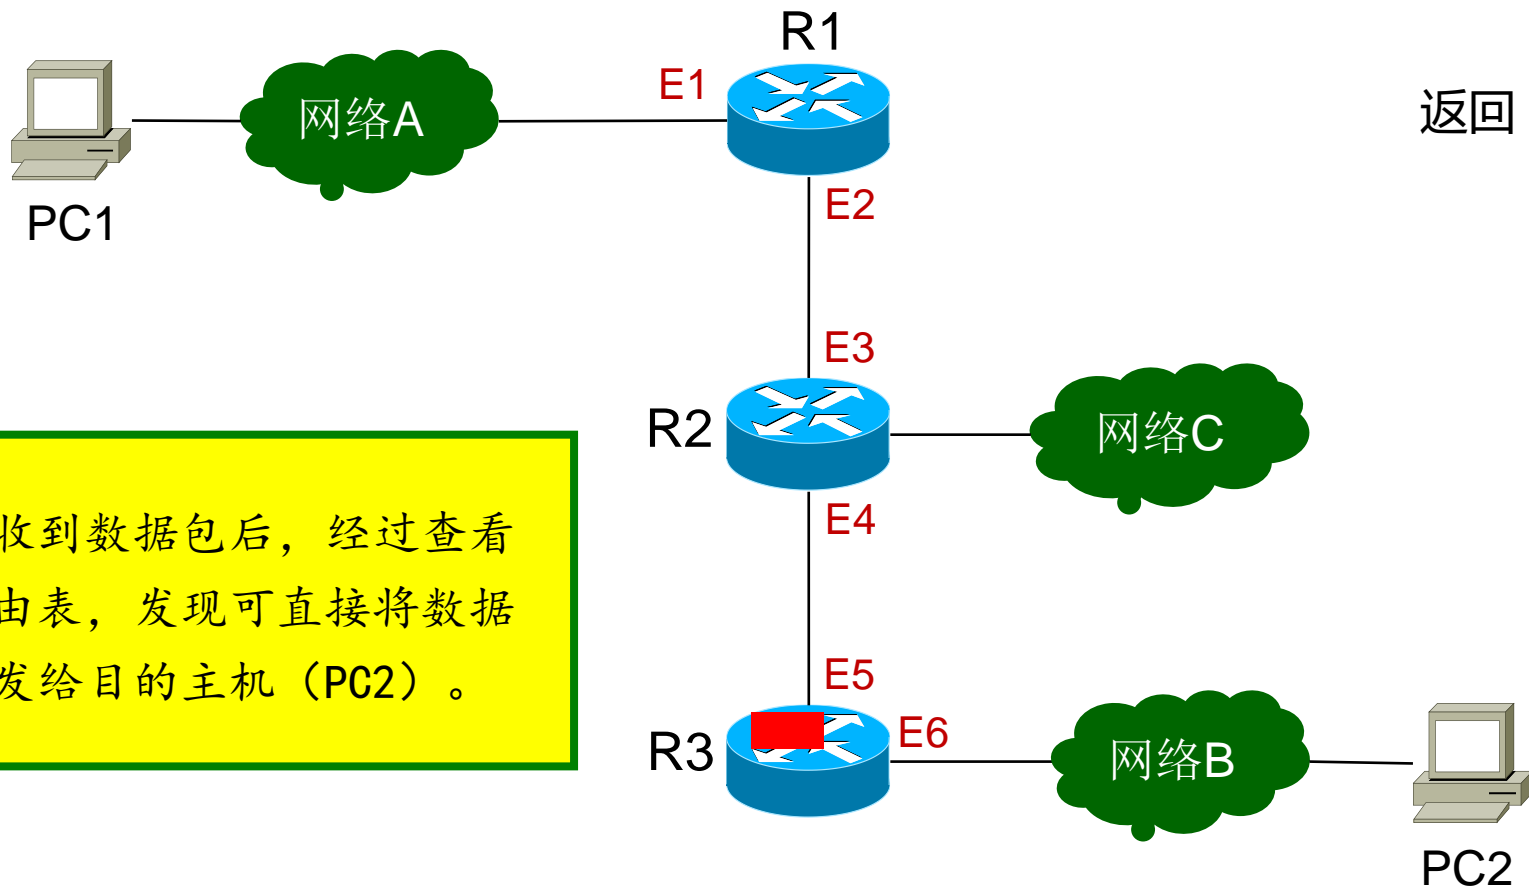 R1
E1
网络A
返回
PC1
E2
E3
R2
网络C
收到数据包后，经过查看
由表，发现可直接将数据
发给目的主机（PC2）。
E4
E5
R3
E6
网络B
PC2